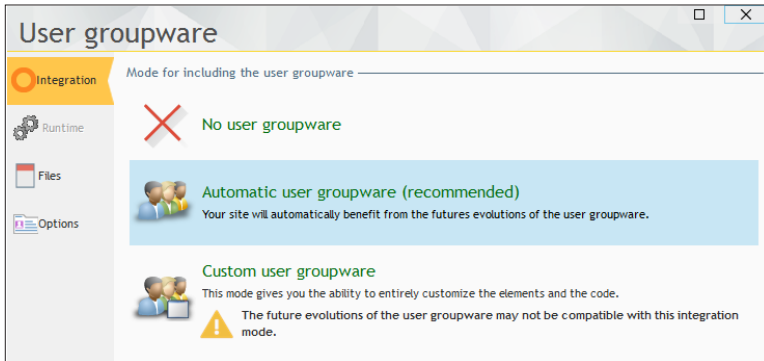 User groupware
Integration
Mode for including the user groupware
No user groupware
Runtime
Automatic user groupware (recommended)
Your site will automatically benefit from the futures evolutions of the user groupware.
Files
Options
Custom user groupware
This mode gives you the ability to entirely customize the elements and the code.
The future evolutions of the user groupware may not be compatible with this integration
mode.